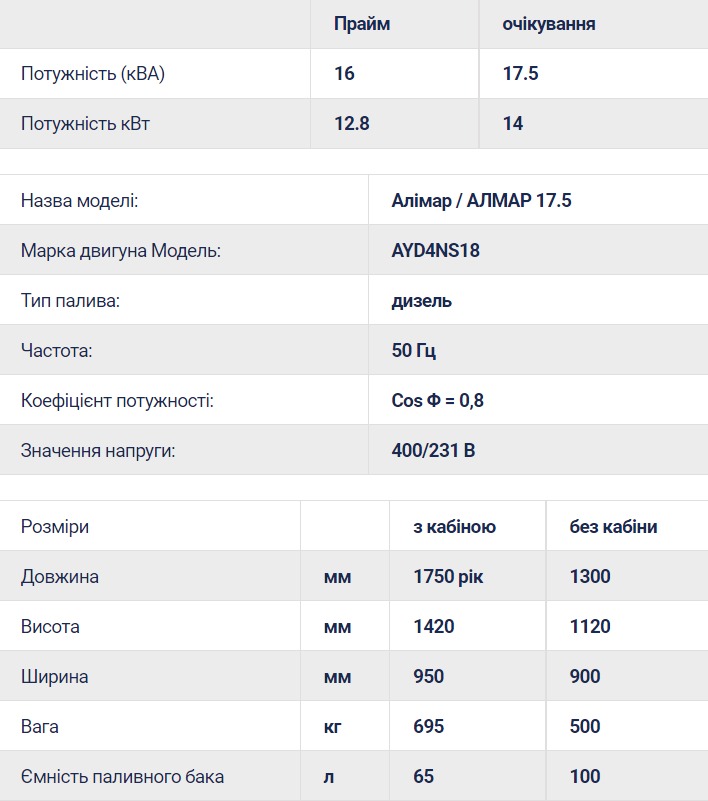 Прайм очікування
Потужність (кВА) 16 17.5
Потужність кВт 12.8 14
Назва моделі: Алімар / АЛМАР 17.5
Марка двигуна Модель: AYD4NS18
Тип палива: дизель
Частота: 50 Гц
Коефіцієнт потужності: Cos Φ = 0,8
Значення напруги: 400/231 В
Розміри з кабіною без кабіни
Довжина мм 1750 рік 1300
Висота мм 1420 1120
Ширина мм 950 900
Вага кг 695 500
Ємність паливного бака л 65 100